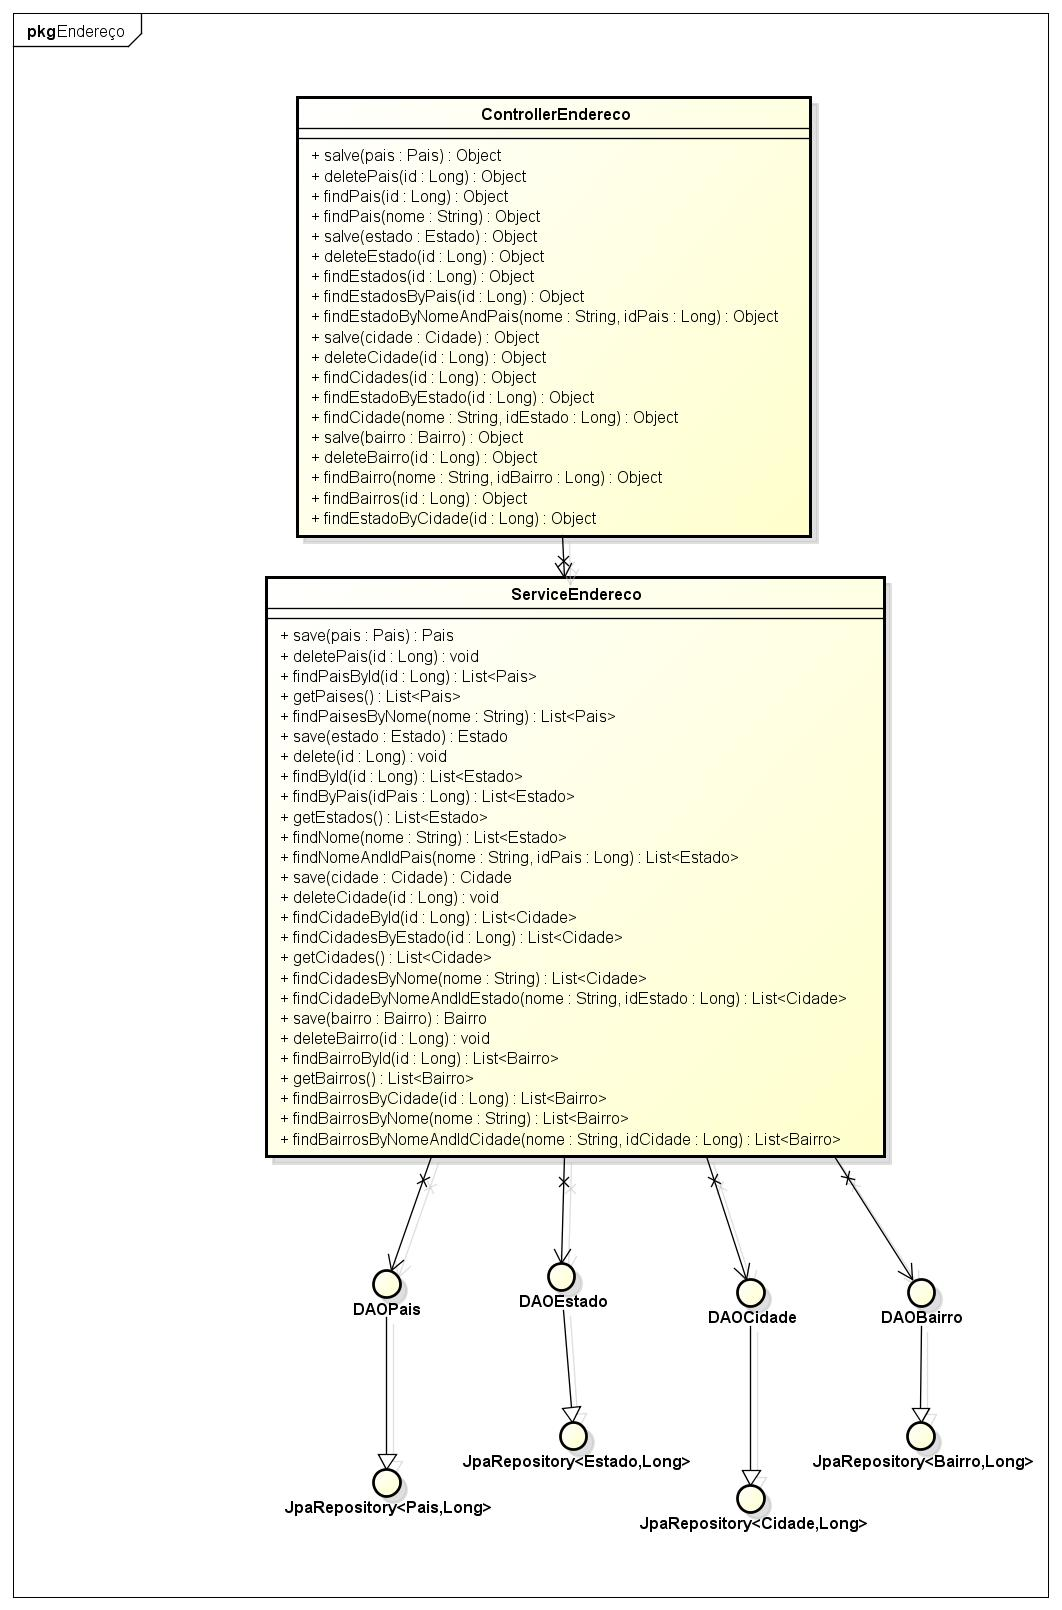 pkg Endereço
ControllerEndereco
+ salve(pais : Pais) : Object
+ deletePais(id : Long) : Object
+ findPais(id : Long) : Object
+ findPais(nome : String) : Object
+ salve(estado : Estado) : Object
+ deleteEstado(id : Long) : Object
+ findEstados(id : Long) : Object
+ findEstadosByPais(id : Long) : Object
+ findEstadoByNomeAndPais(nome : String, idPais : Long) : Object
+ salve(cidade : Cidade) : Object
+ deleteCidade(id : Long) : Object
+ findCidades(id : Long) : Object
+ findEstadoByEstado(id : Long) : Object
+ findCidade(nome : String, idEstado : Long) : Object
+ salve(bairro : Bairro) : Object
+ deleteBairro(id : Long) : Object
+ findBairro(nome : String, idBairro : Long) : Object
+ findBairros(id : Long) : Object
+ findEstadoByCidade(id : Long) : Object
ServiceEndereco
+ save(pais : Pais) : Pais
+ deletePais(id : Long) : void
+ findPaisById(id : Long) : List<Pais>
+ getPaises() : List<Pais>
+ findPaisesByNome(nome : String) : List<Pais>
+ save(estado : Estado) : Estado
+ delete(id : Long) : void
+ findById(id : Long) : List<Estado>
+ findByPais(idPais : Long) : List<Estado>
+ getEstados() : List<Estado>
+ findNome(nome : String) : List<Estado>
+ findNomeAndIdPais(nome : String, idPais : Long) : List<Estado>
+ save(cidade : Cidade) : Cidade
+ deleteCidade(id : Long) : void
+ findCidadeById(id : Long) : List<Cidade>
+ findCidadesByEstado(id : Long) : List<Cidade>
+ getCidades() : List<Cidade>
+ findCidadesByNome(nome : String) : List<Cidade>
+ findCidadeByNomeAndIdEstado(nome : String, idEstado : Long) : List<Cidade>
+ save(bairro : Bairro) : Bairro
+ deleteBairro(id : Long) : void
+ findBairroById(id : Long) : List<Bairro>
+ getBairros() : List<Bairro>
+ findBairrosByCidade(id : Long) : List<Bairro>
+ findBairrosByNome(nome : String) : List<Bairro>
+ findBairrosByNomeAndIdCidade(nome : String, idCidade : Long) : List<Bairro>
DAOPais
DAOEstado
DAOCidade
DAOBairro
JpaRepository<Pais,Long>
JpaRepository<Estado,Long>
JpaRepository<Cidade,Long>
JpaRepository<Bairro,Long>